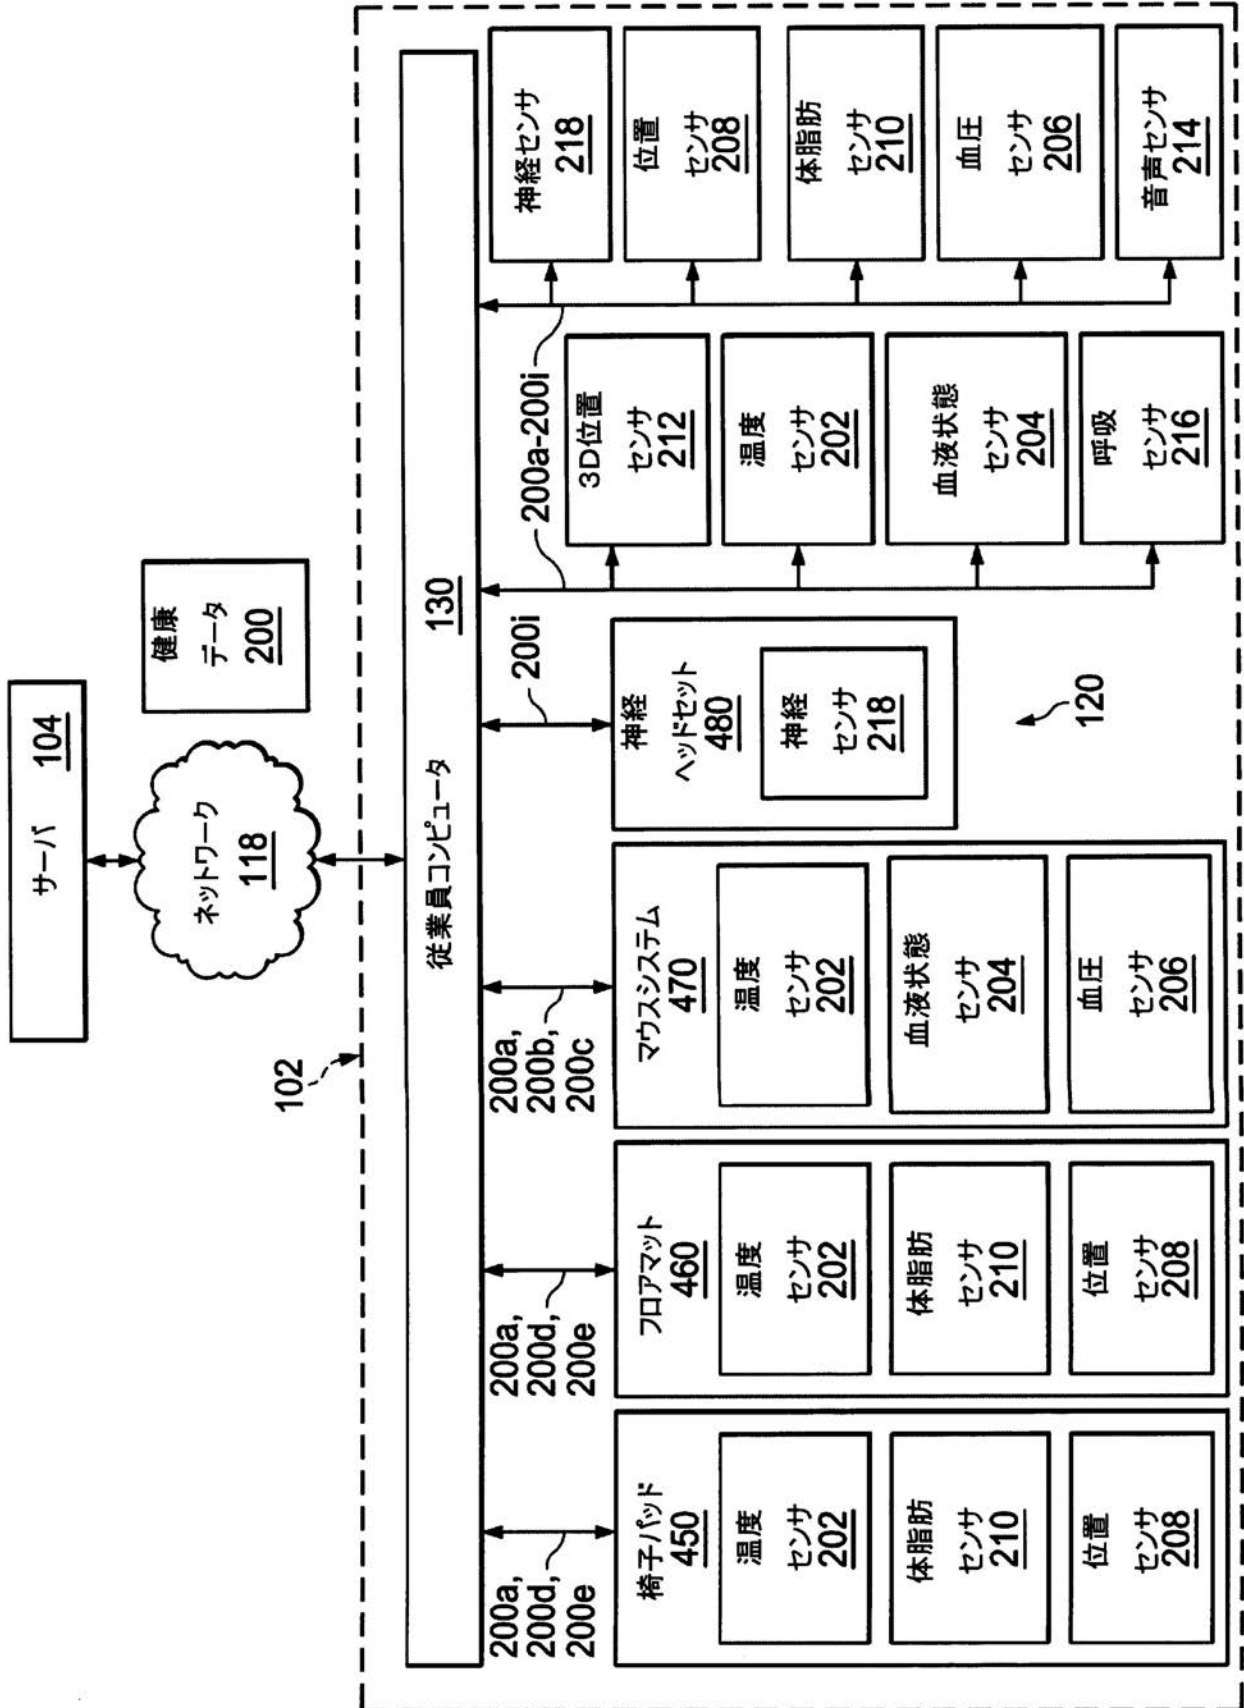 サーバ 104
ネットワーク
118
健康
データ
200
102
従業員コンピュータ 130
200a,
200d,
200e
200a,
200d,
200e
200a,
200b,
200c
200i
200a-200i
椅子パッド
450
温度
センサ
202
体脂肪
センサ
210
位置
センサ
208
フロアマット
460
温度
センサ
202
体脂肪
センサ
210
位置
センサ
208
マウスシステム
470
温度
センサ
202
血液状態
センサ
204
血圧
センサ
206
神経
ヘッドセット
480
神経
センサ
218
120
3D位置
センサ
212
温度
センサ
202
血液状態
センサ
204
呼吸
センサ
216
神経センサ
218
位置
センサ
208
体脂肪
センサ
210
血圧
センサ
206
音声センサ
214